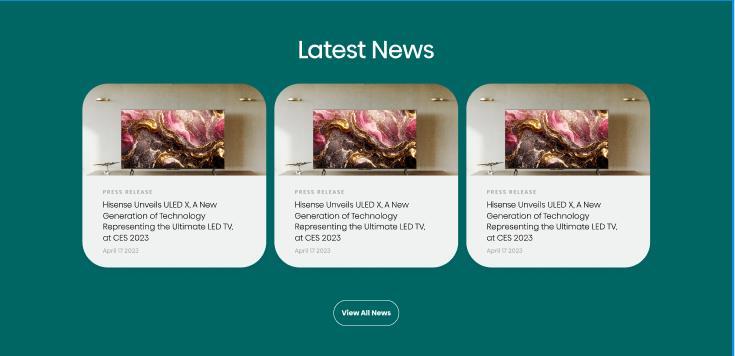 Latest News
PRESS RELEASE
Hisense Unveils ULED X, A New
Generation of Technology
Representing the Ultimate LED TV,
at CES 2023
April 17 2023
PRESS RELEASE
Hisense Unveils ULED X, A New
Generation of Technology
Representing the Ultimate LED TV,
at CES 2023
April 17 2023
PRESS RELEASE
Hisense Unveils ULED X, A New
Generation of Technology
Representing the Ultimate LED TV,
at CES 2023
April 17 2023
View All News